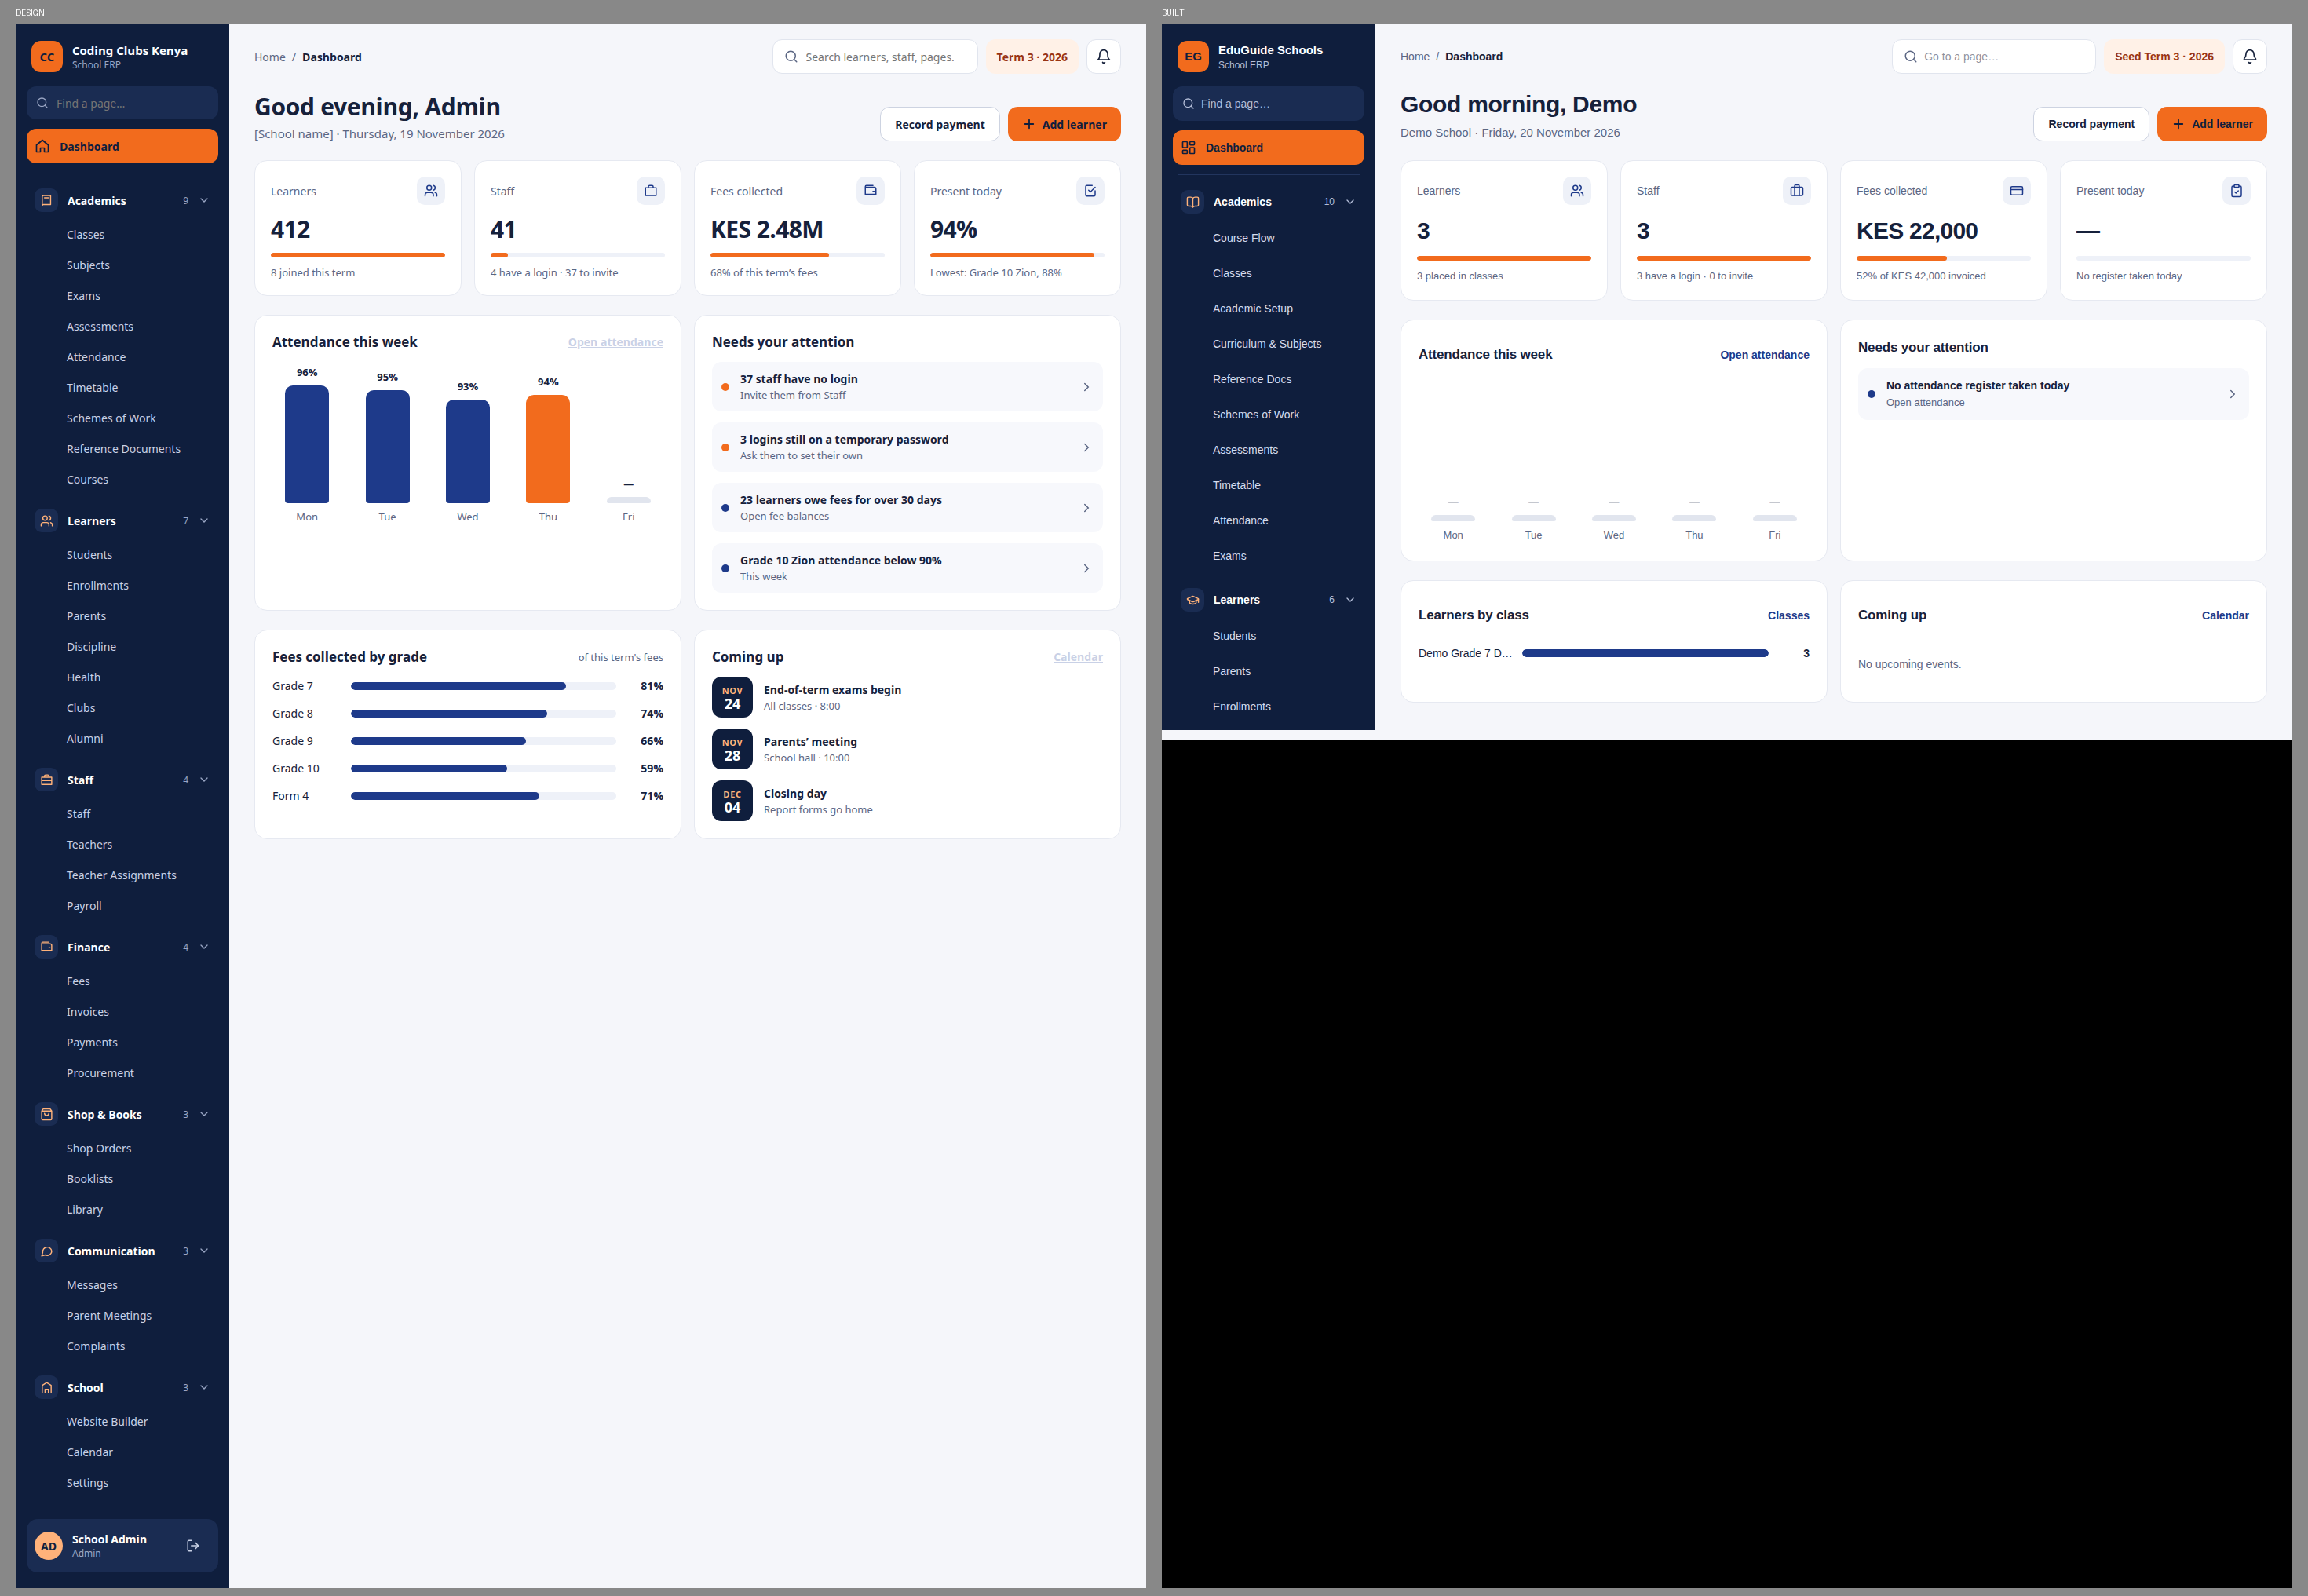 DESIGN
CC
Coding Clubs Kenya
School ERP
Find a page...
Dashboard
Academics 9
Classes
Subjects
Exams
Assessments
Attendance
Timetable
Schemes of Work
Reference Documents
Courses
Learners 7
Students
Enrollments
Parents
Discipline
Health
Clubs
Alumni
Staff 4
Staff
Teachers
Teacher Assignments
Payroll
Finance 4
Fees
Invoices
Payments
Procurement
Shop & Books 3
Shop Orders
Booklists
Library
Communication 3
Messages
Parent Meetings
Complaints
School 3
Website Builder
Calendar
Settings
AD
School Admin
Admin
Home / Dashboard
Search learners, staff, pages.
Term 3 · 2026
Good evening, Admin
[School name] · Thursday, 19 November 2026
Record payment
Add learner
Learners
412
8 joined this term
Staff
41
4 have a login · 37 to invite
Fees collected
KES 2.48M
68% of this term's fees
Present today
94%
Lowest: Grade 10 Zion, 88%
Attendance this week
Open attendance
96% 95% 93% 94% —
Mon Tue Wed Thu Fri
Needs your attention
37 staff have no login
Invite them from Staff
3 logins still on a temporary password
Ask them to set their own
23 learners owe fees for over 30 days
Open fee balances
Grade 10 Zion attendance below 90%
This week
Fees collected by grade
of this term's fees
Grade 7 81%
Grade 8 74%
Grade 9 66%
Grade 10 59%
Form 4 71%
Coming up
Calendar
NOV
24
End-of-term exams begin
All classes · 8:00
NOV
28
Parents’ meeting
School hall · 10:00
DEC
04
Closing day
Report forms go home
BUILT
EG
EduGuide Schools
School ERP
Find a page…
Dashboard
Academics 10
Course Flow
Classes
Academic Setup
Curriculum & Subjects
Reference Docs
Schemes of Work
Assessments
Timetable
Attendance
Exams
Learners 6
Students
Parents
Enrollments
Home / Dashboard
Go to a page…
Seed Term 3 · 2026
Good morning, Demo
Demo School · Friday, 20 November 2026
Record payment
Add learner
Learners
3
3 placed in classes
Staff
3
3 have a login · 0 to invite
Fees collected
KES 22,000
52% of KES 42,000 invoiced
Present today
—
No register taken today
Attendance this week
Open attendance
— — — — —
Mon Tue Wed Thu Fri
Needs your attention
No attendance register taken today
Open attendance
Learners by class
Classes
Demo Grade 7 D… 3
Coming up
Calendar
No upcoming events.